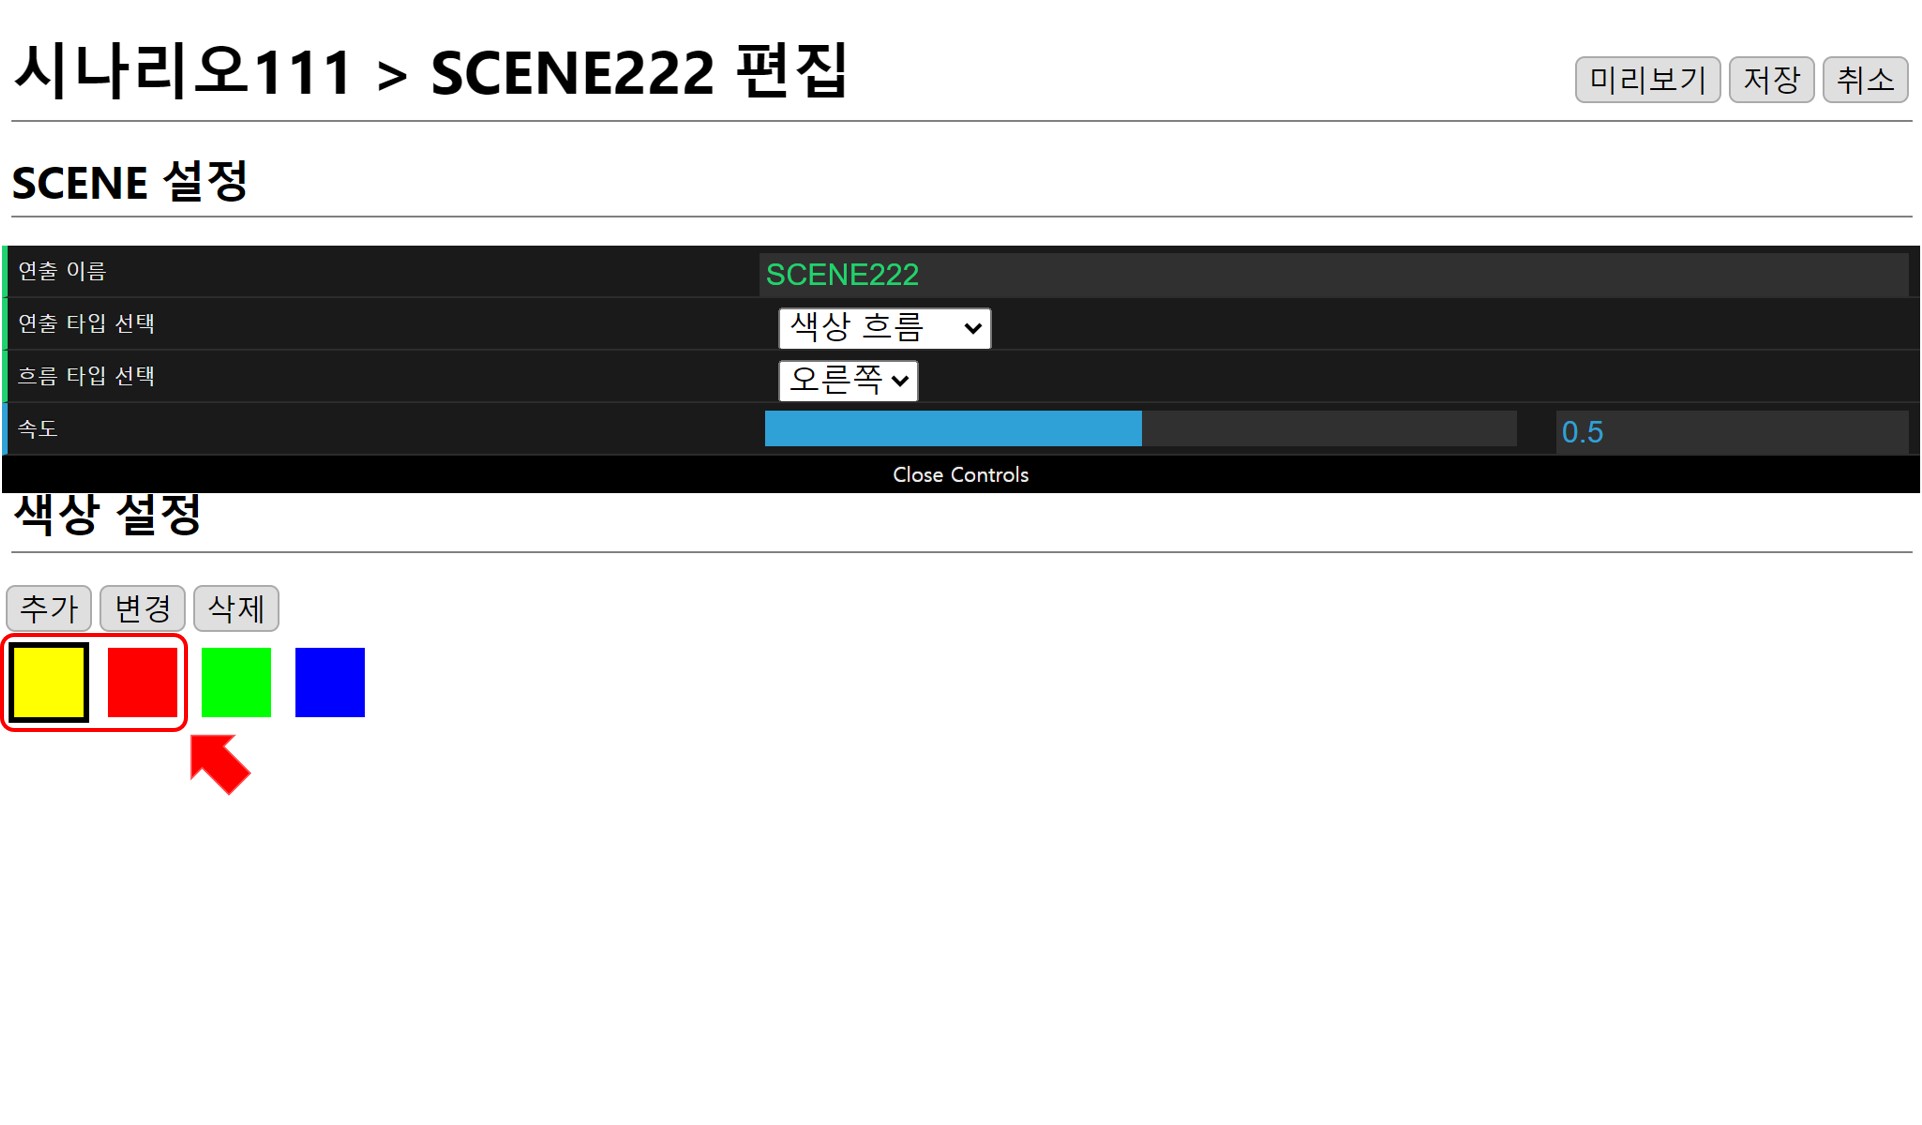 시나리오111 > SCENE222 편집
미리보기 저장 취소
SCENE 설정
연출 이름 SCENE222
연출 타입 선택 색상 흐름
흐름 타입 선택 오른쪽
속도 0.5
Close Controls
색상 설정
추가 변경 삭제